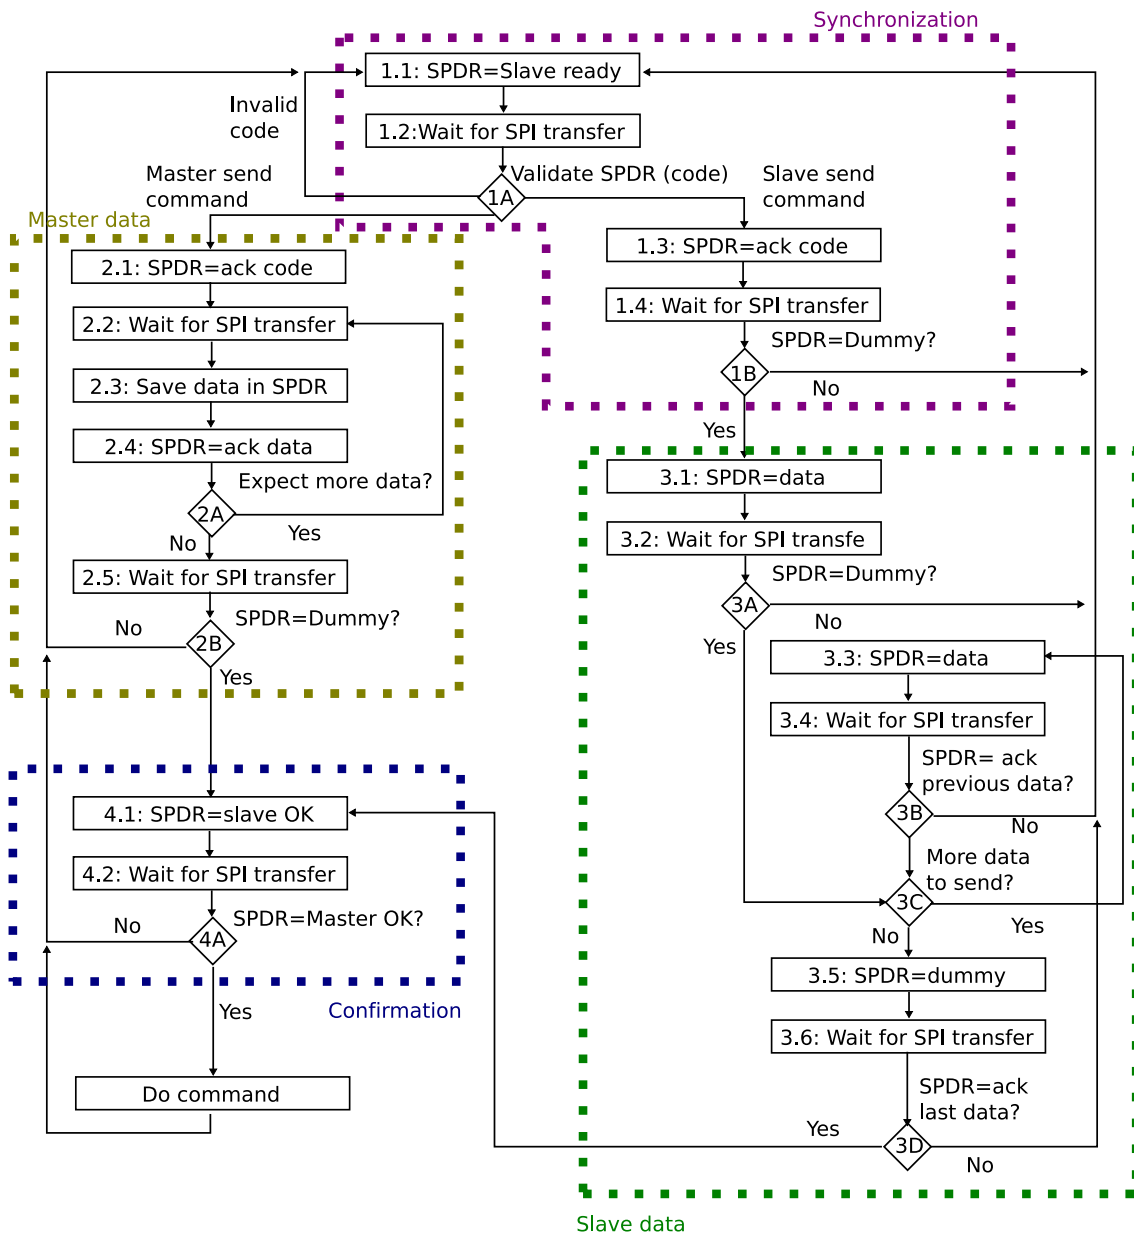 Synchronization
1.1: SPDR=Slave ready
Invalid
code
1.2:Wait for SPI transfer
Master send
command
1A
Validate SPDR (code)
Slave send
command
Master data
1.3: SPDR=ack code
2.1: SPDR=ack code
1.4: Wait for SPI transfer
2.2: Wait for SPI transfer
SPDR=Dummy?
1B
No
2.3: Save data in SPDR
Yes
2.4: SPDR=ack data
Expect more data?
3.1: SPDR=data
2A
Yes
No
3.2: Wait for SPI transfe
2.5: Wait for SPI transfer
SPDR=Dummy?
3A
No
SPDR=Dummy?
No
2B
Yes
Yes
3.3: SPDR=data
3.4: Wait for SPI transfer
SPDR= ack
previous data?
4.1: SPDR=slave OK
3B
No
4.2: Wait for SPI transfer
More data
to send?
SPDR=Master OK?
No
4A
3C
Yes
No
3.5: SPDR=dummy
Yes
Confirmation
3.6: Wait for SPI transfer
Do command
SPDR=ack
last data?
Yes
3D
No
Slave data